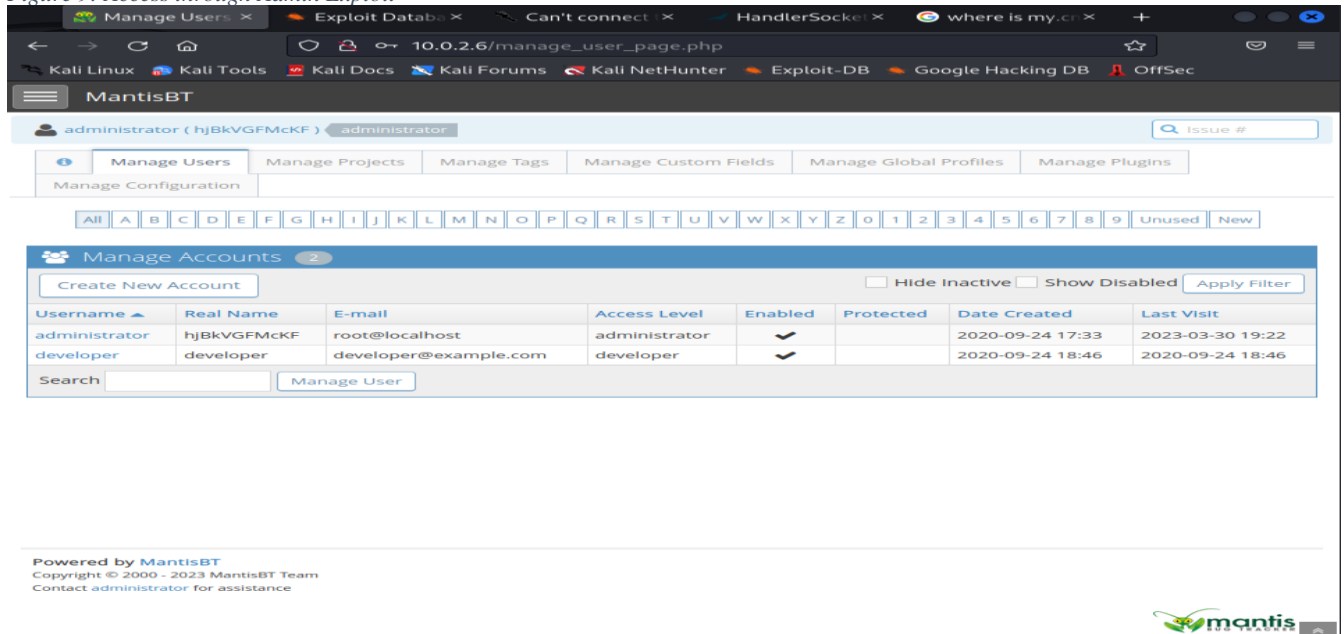 Manage Users ×
Exploit Databa ×
Can't connect t ×
HandlerSocket ×
where is my.cn ×
10.0.2.6/manage_user_page.php
Kali Linux Kali Tools Kali Docs Kali Forums Kali NetHunter Exploit-DB Google Hacking DB OffSec
MantisBT
administrator ( hjBkVGFMcKF ) administrator
Issue #
Manage Users Manage Projects Manage Tags Manage Custom Fields Manage Global Profiles Manage Plugins
Manage Configuration
All A B C D E F G H I J K L M N O P Q R S T U V W X Y Z 0 1 2 3 4 5 6 7 8 9 Unused New
Manage Accounts 2
Create New Account Hide Inactive Show Disabled Apply Filter
Username Real Name E-mail Access Level Enabled Protected Date Created Last Visit
administrator hjBkVGFMcKF root@localhost administrator 2020-09-24 17:33 2023-03-30 19:22
developer developer developer@example.com developer 2020-09-24 18:46 2020-09-24 18:46
Search Manage User
Powered by MantisBT
Copyright © 2000 - 2023 MantisBT Team
Contact administrator for assistance
mantis
BUG TRACKER